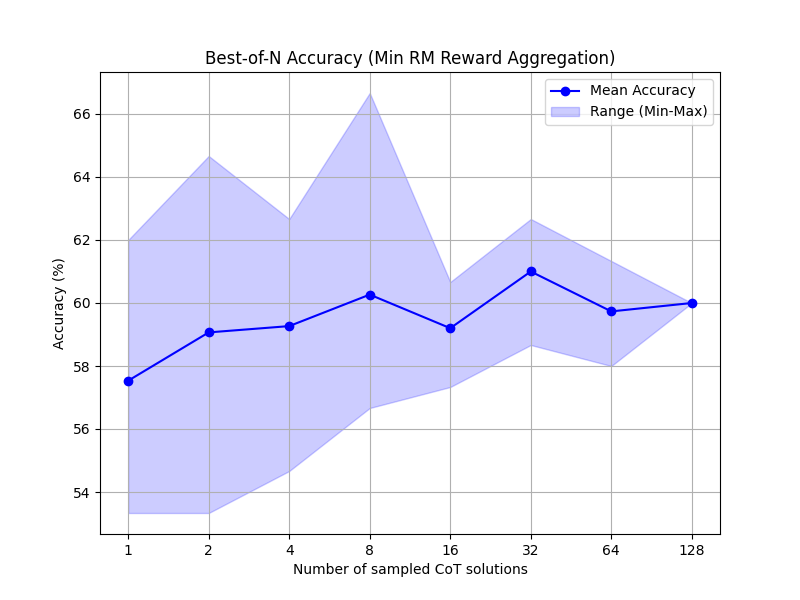 Best-of-N Accuracy (Min RM Reward Aggregation)
Mean Accuracy
Range (Min-Max)
66
64
62
60
58
56
54
Accuracy (%)
1 2 4 8 16 32 64 128
Number of sampled CoT solutions